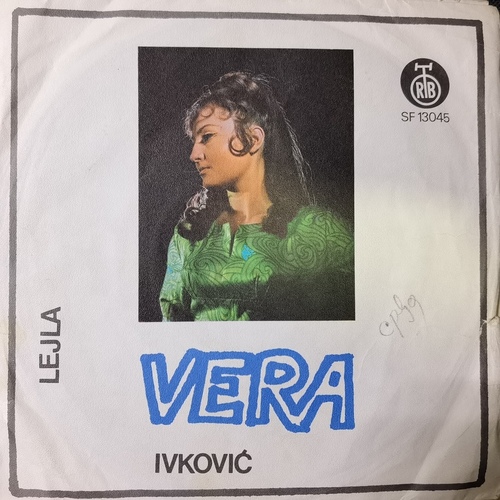 RTB
SF 13045
LEJLA
VERA
IVKOVIĆ